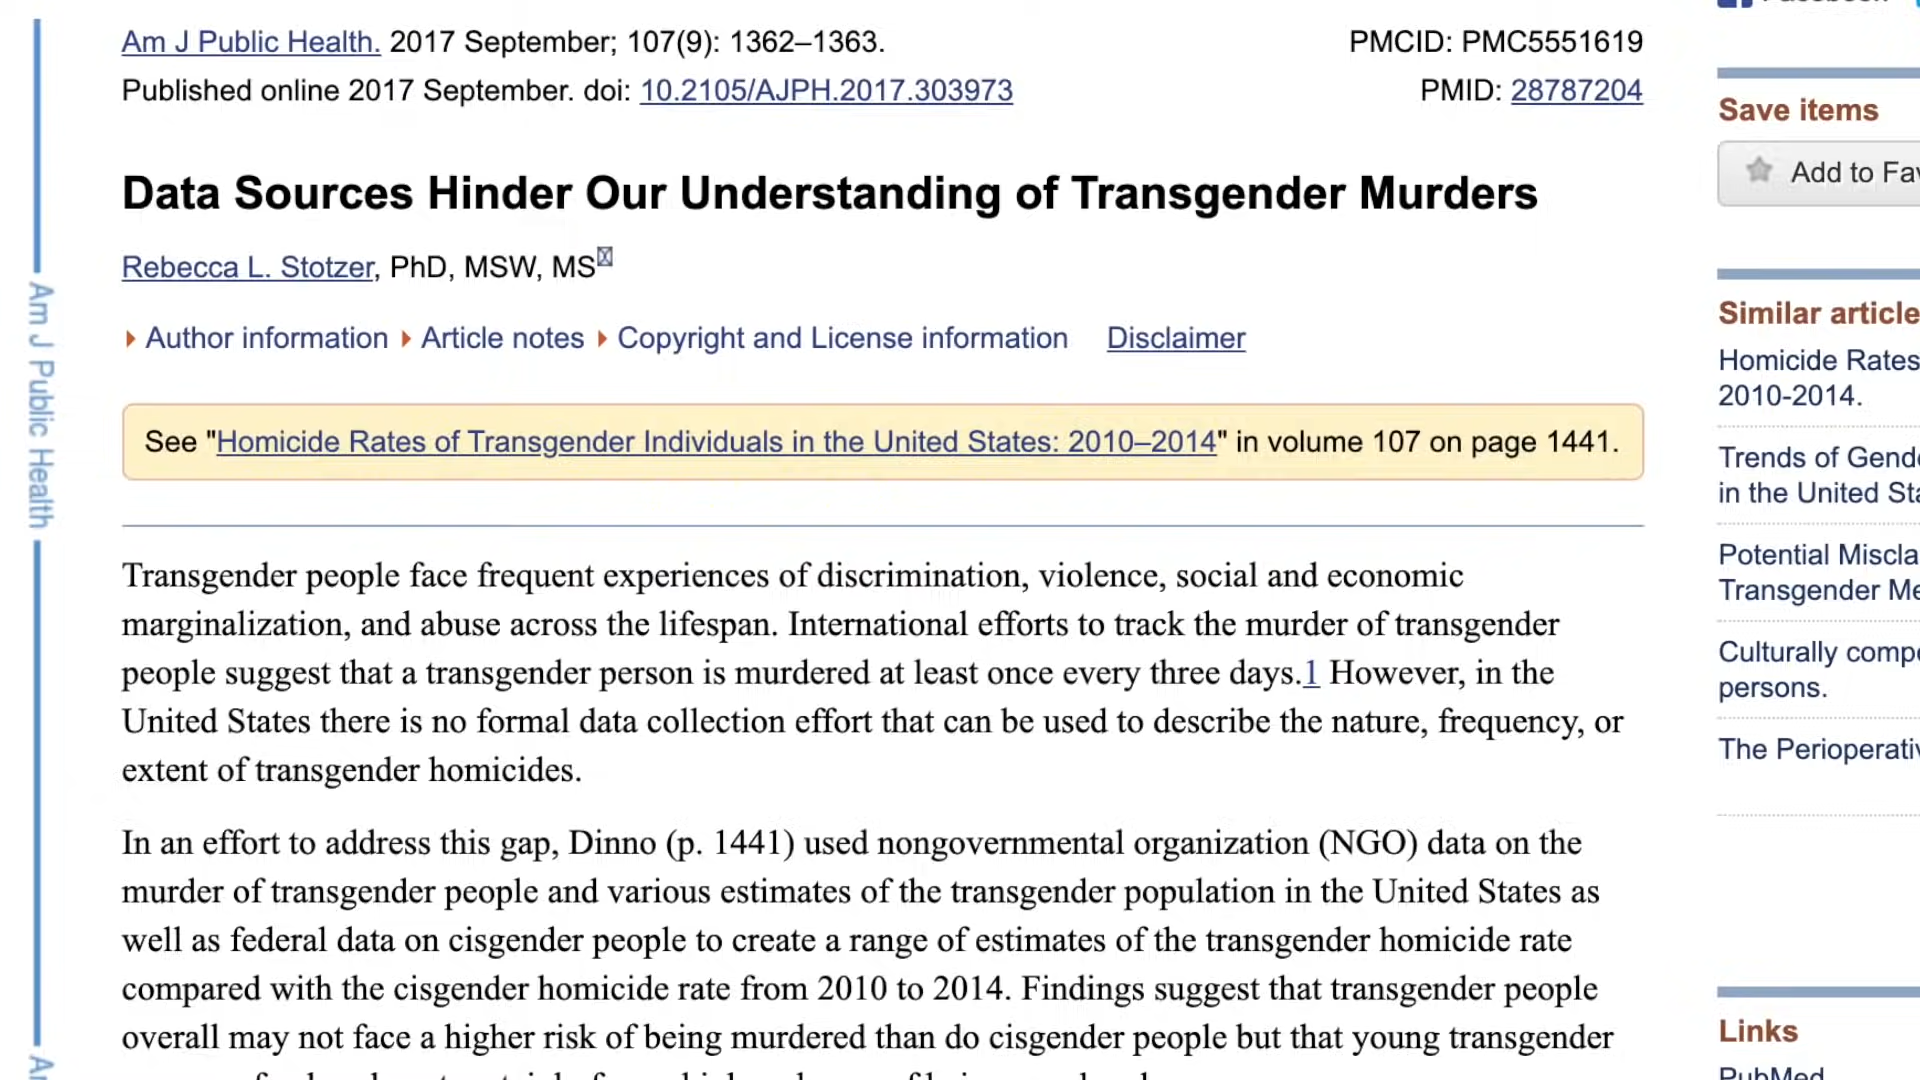 Am J Public Health. 2017 September; 107(9): 1362–1363.
PMCID: PMC5551619
Published online 2017 September. doi: 10.2105/AJPH.2017.303973
PMID: 28787204
Data Sources Hinder Our Understanding of Transgender Murders
Rebecca L. Stotzer, PhD, MSW, MS
Author information Article notes Copyright and License information Disclaimer
See "Homicide Rates of Transgender Individuals in the United States: 2010–2014" in volume 107 on page 1441.
Transgender people face frequent experiences of discrimination, violence, social and economic
marginalization, and abuse across the lifespan. International efforts to track the murder of transgender
people suggest that a transgender person is murdered at least once every three days.1 However, in the
United States there is no formal data collection effort that can be used to describe the nature, frequency, or
extent of transgender homicides.
In an effort to address this gap, Dinno (p. 1441) used nongovernmental organization (NGO) data on the
murder of transgender people and various estimates of the transgender population in the United States as
well as federal data on cisgender people to create a range of estimates of the transgender homicide rate
compared with the cisgender homicide rate from 2010 to 2014. Findings suggest that transgender people
overall may not face a higher risk of being murdered than do cisgender people but that young transgender
Am J Public Health
Save items
Add to Fav
Similar article
Homicide Rates
2010-2014.
Trends of Gende
in the United Sta
Potential Miscla
Transgender Me
Culturally compe
persons.
The Perioperativ
Links
PubMed